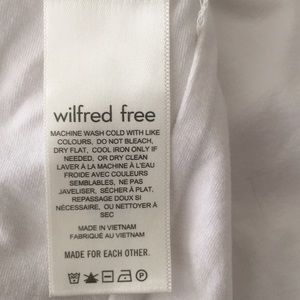 wilfred free
MACHINE WASH COLD WITH LIKE
COLOURS, DO NOT BLEACH,
DRY FLAT, COOL IRON ONLY IF
NEEDED, OR DRY CLEAN
LAVER À LA MACHINE À L'EAU
FROIDE AVEC COULEURS
SEMBLABLES, NE PAS
JAVELISER, SÉCHER À PLAT,
REPASSAGE DOUX SI
NÉCESSAIRE, OU NETTOYER À
SEC
MADE IN VIETNAM
FABRIQUÉ AU VIETNAM
MADE FOR EACH OTHER.